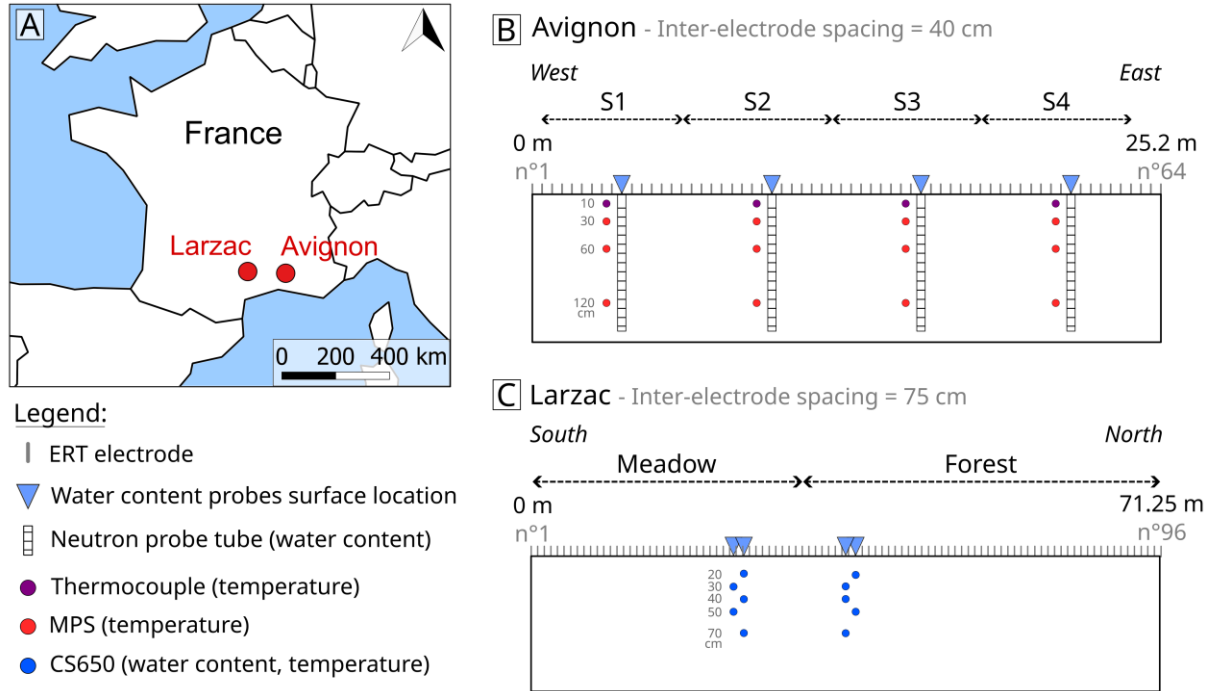 A
France
Larzac
Avignon
0 200 400 km
Legend:
ERT electrode
Water content probes surface location
Neutron probe tube (water content)
Thermocouple (temperature)
MPS (temperature)
CS650 (water content, temperature)
B Avignon - Inter-electrode spacing = 40 cm
West East
S1 S2 S3 S4
0 m 25.2 m
n°1 n°64
10
30
60
120
cm
C Larzac - Inter-electrode spacing = 75 cm
South North
Meadow Forest
0 m 71.25 m
n°1 n°96
20
30
40
50
70
cm